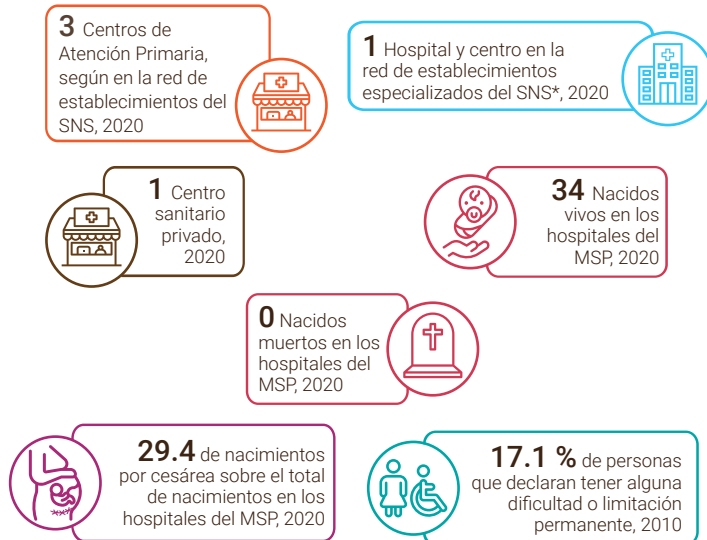 3 Centros de
Atención Primaria,
según en la red de
establecimientos del
SNS, 2020
1 Hospital y centro en la
red de establecimientos
especializados del SNS*, 2020
1 Centro
sanitario
privado,
2020
34 Nacidos
vivos en los
hospitales del
MSP, 2020
0 Nacidos
muertos en los
hospitales del
MSP, 2020
29.4 de nacimientos
por cesárea sobre el total
de nacimientos en los
hospitales del MSP, 2020
17.1 % de personas
que declaran tener alguna
dificultad o limitación
permanente, 2010